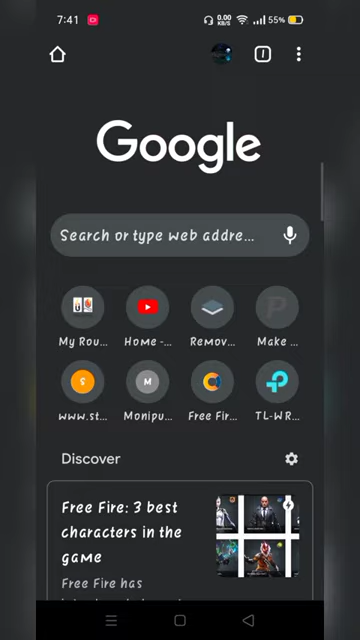 7:41
0.00
KB/S
55%
1
Google
Search or type web addre...
My Rou...
Home -...
Remov...
Make ...
S
M
www.st...
Monipu...
Free Fir...
TL-WR...
Discover
Free Fire: 3 best
characters in the
game
Free Fire has